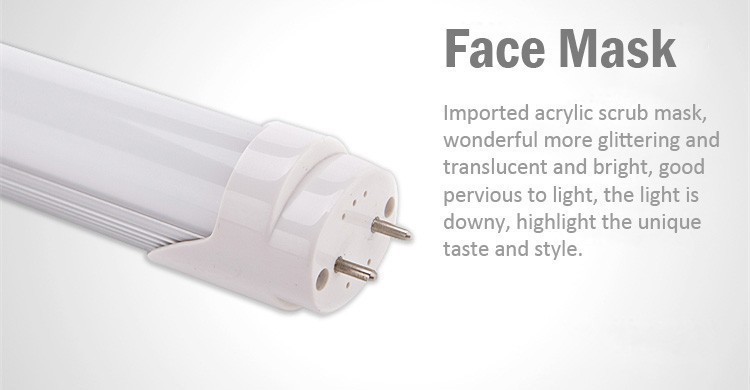 Face Mask
Imported acrylic scrub mask,
wonderful more glittering and
translucent and bright, good
pervious to light, the light is
downy, highlight the unique
taste and style.